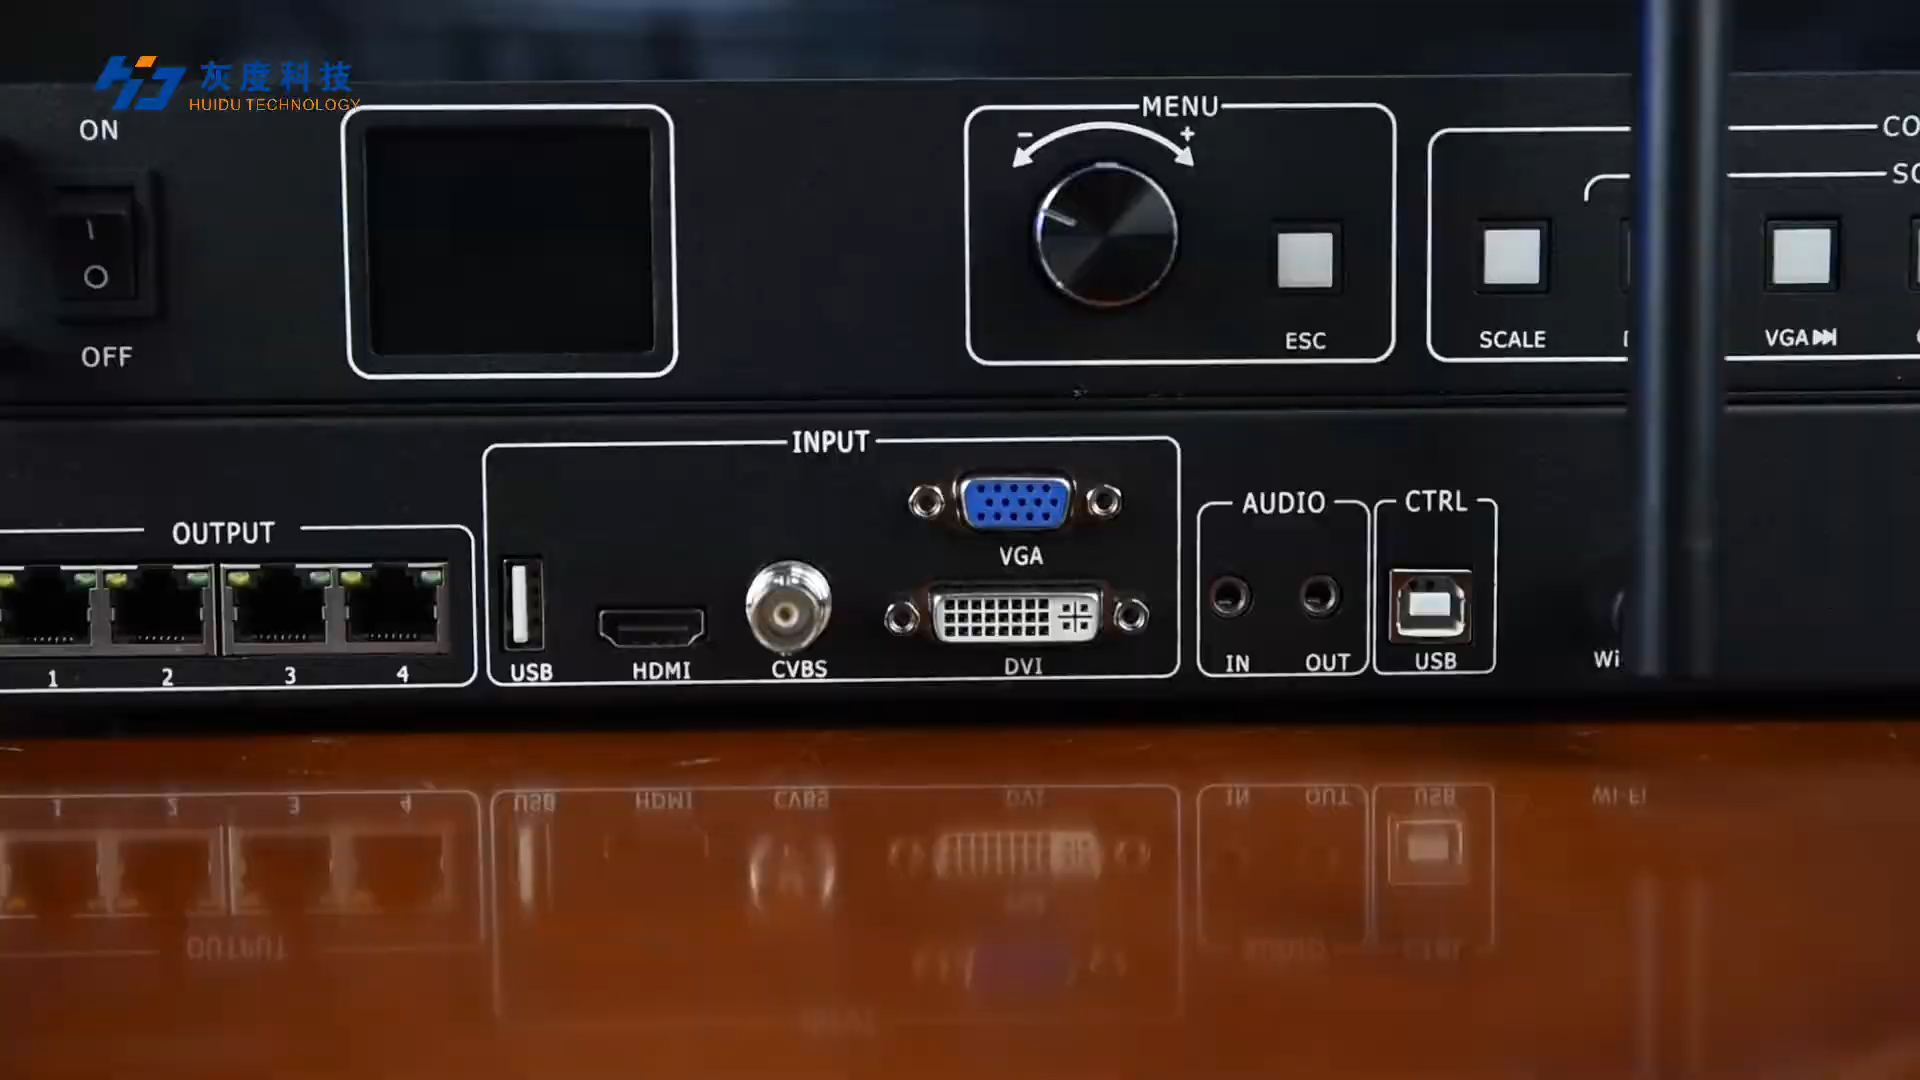 灰度科技
HUIDU TECHNOLOGY
ON
OFF
MENU
- +
ESC
SCALE
VGA
INPUT
OUTPUT
1 2 3 4
USB
HDMI
CVBS
VGA
DVI
AUDIO
IN OUT
CTRL
USB